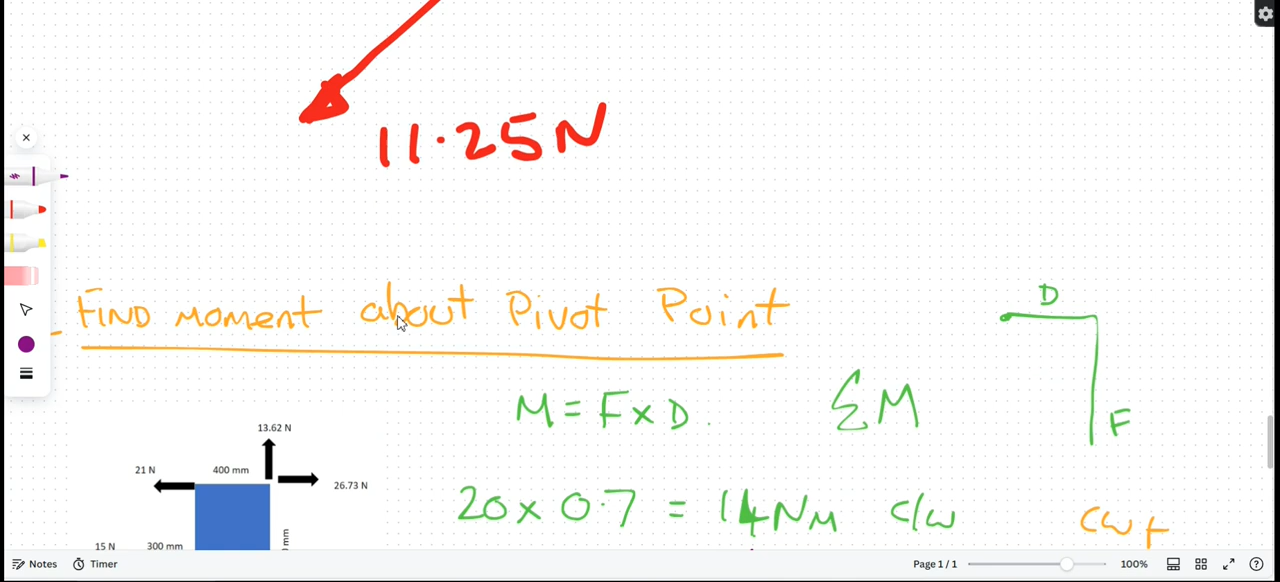 11.25N
- FIND moment about Pivot Point
D
M = F x D.
ΣM
F
13.62 N
21 N
400 mm
26.73 N
20 x 0.7 = 14NM c/w
cw +
15 N
300 mm
mm
Notes
Timer
Page 1 / 1
100%